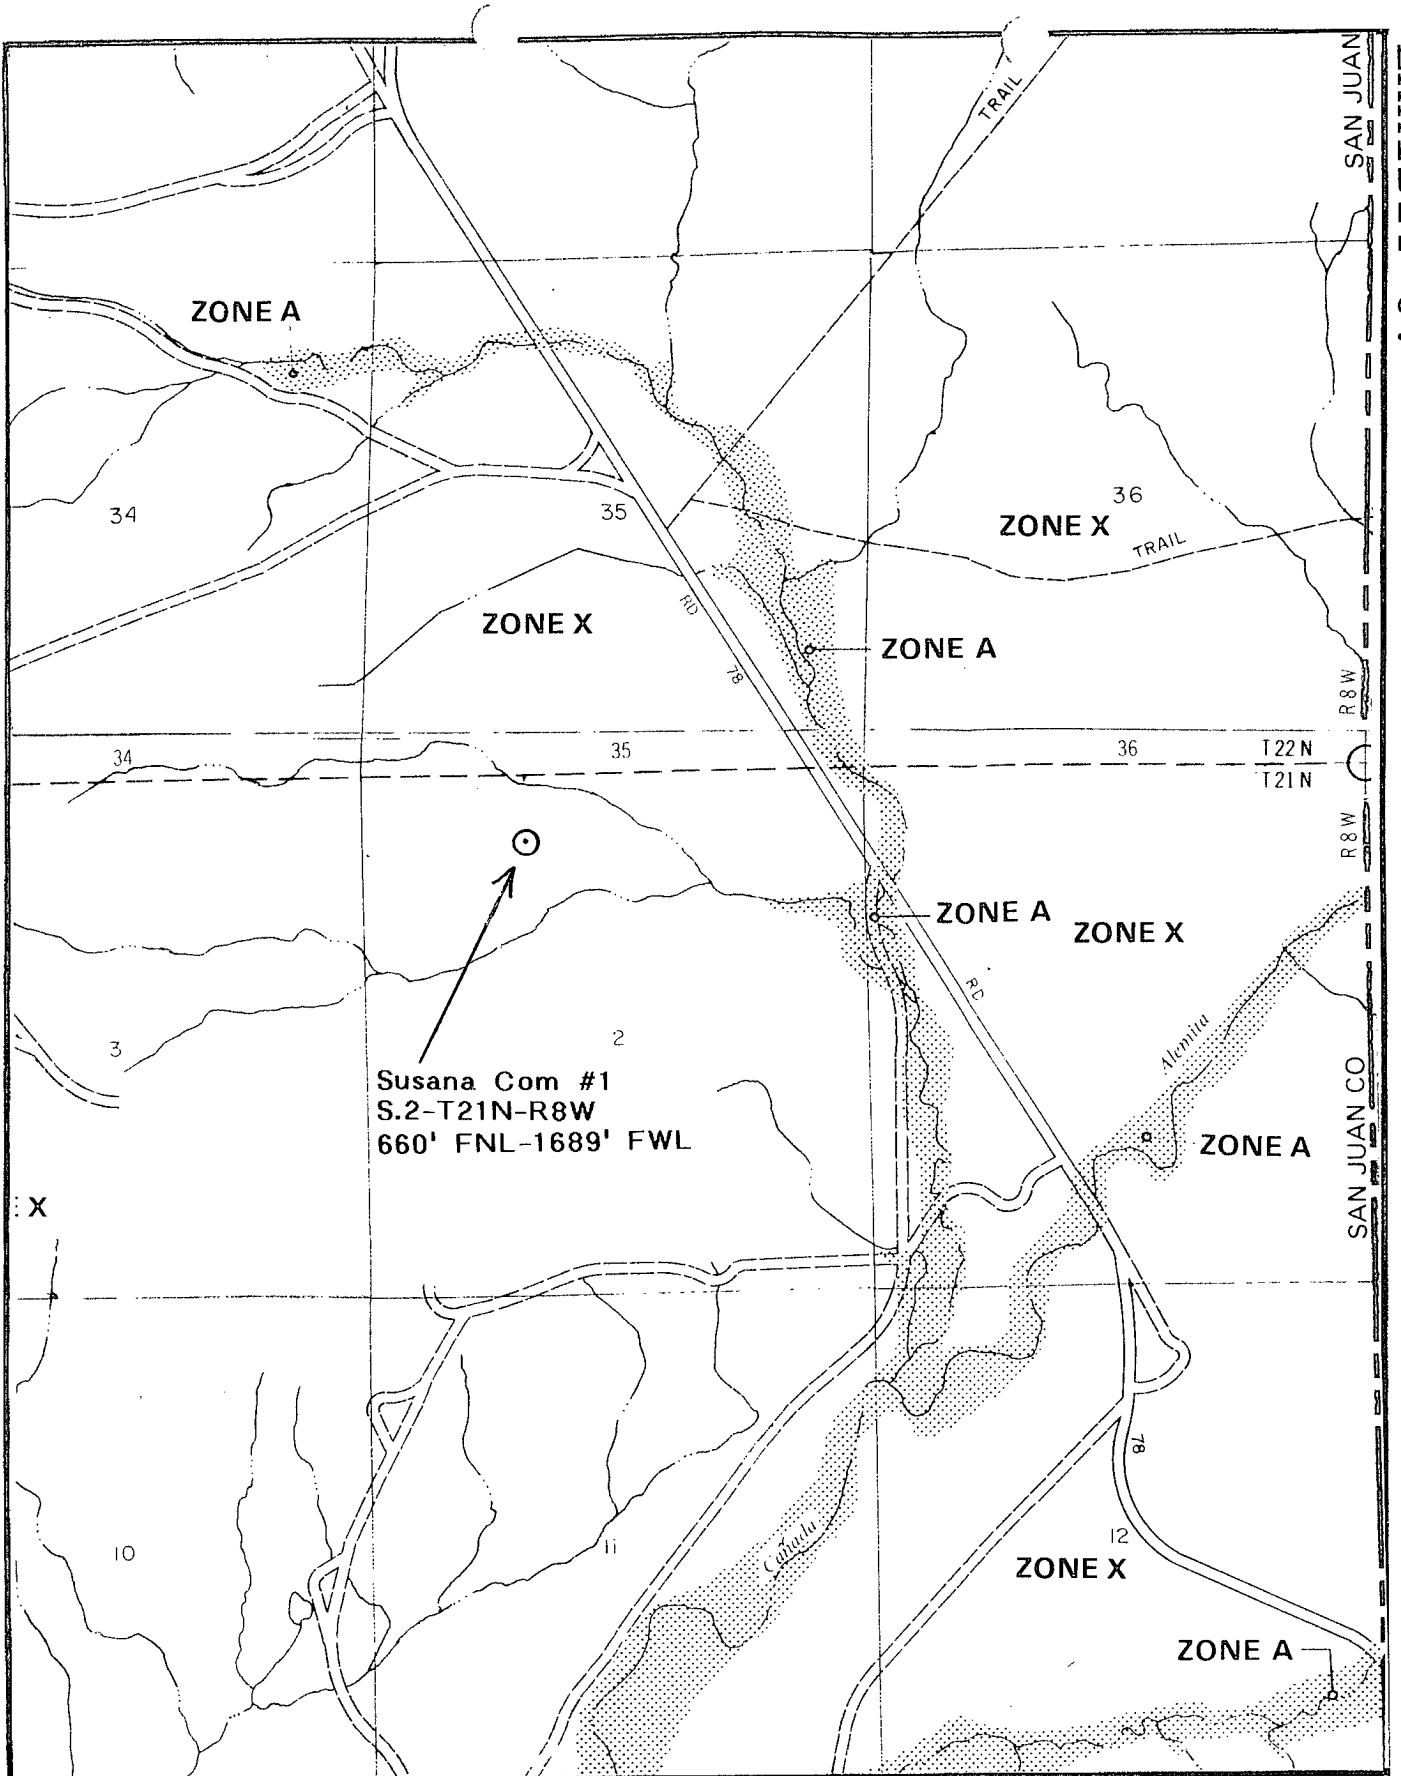 SAN JUAN
TRAIL
ZONE A
34
35
36
ZONE X
TRAIL
ZONE X
RD
ZONE A
78
R8W
34
35
36
T22N
T21N
R8W
ZONE A
ZONE X
RD
3
2
Alemita
Susana Com #1
S.2-T21N-R8W
660' FNL-1689' FWL
ZONE A
SAN JUAN CO
X
78
10
11
Cañada
12
ZONE X
ZONE A